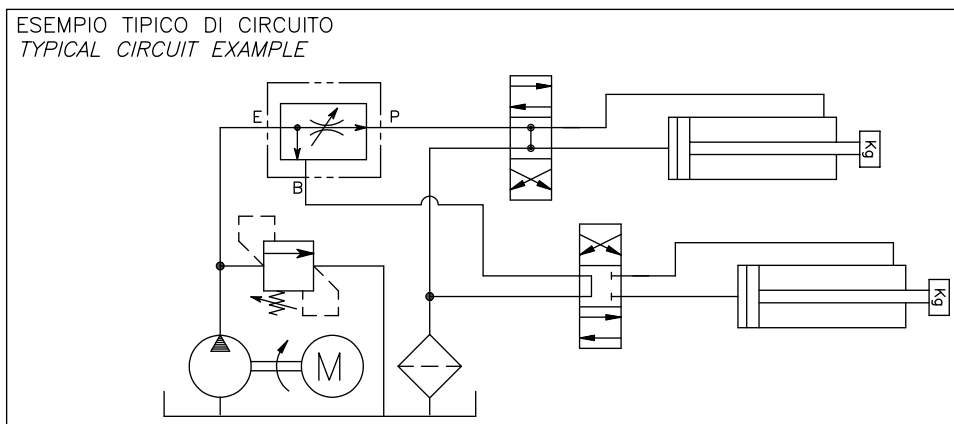 ESEMPIO TIPICO DI CIRCUITO
TYPICAL CIRCUIT EXAMPLE
E
P
B
Kg
Kg
M